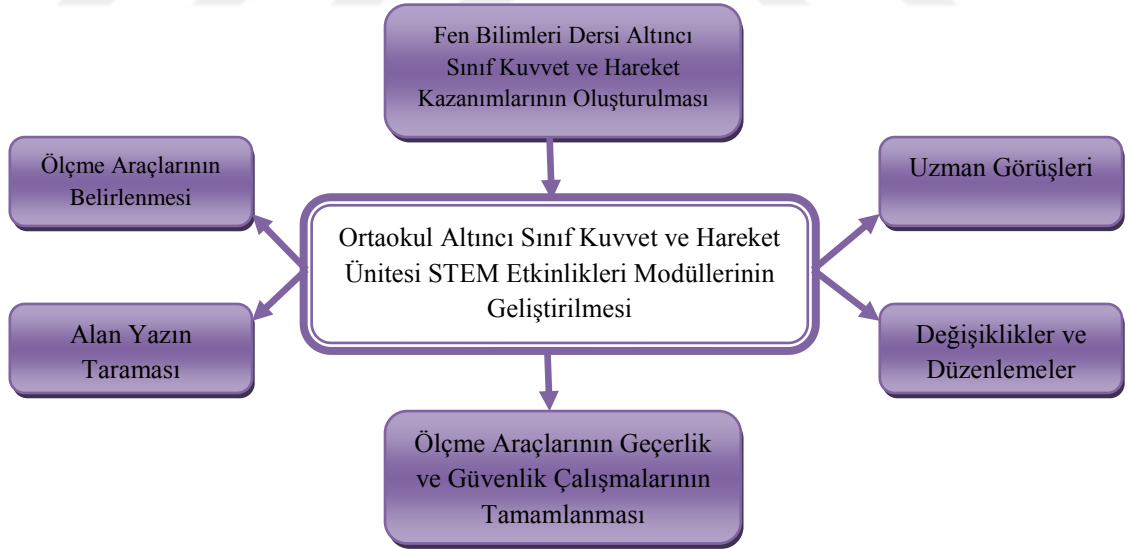 Fen Bilimleri Dersi Altıncı
Sınıf Kuvvet ve Hareket
Kazanımlarının Oluşturulması
Ölçme Araçlarının
Belirlenmesi
Uzman Görüşleri
Ortaokul Altıncı Sınıf Kuvvet ve Hareket
Ünitesi STEM Etkinlikleri Modüllerinin
Geliştirilmesi
Alan Yazın
Taraması
Değişiklikler ve
Düzenlemeler
Ölçme Araçlarının Geçerlik
ve Güvenlik Çalışmalarının
Tamamlanması